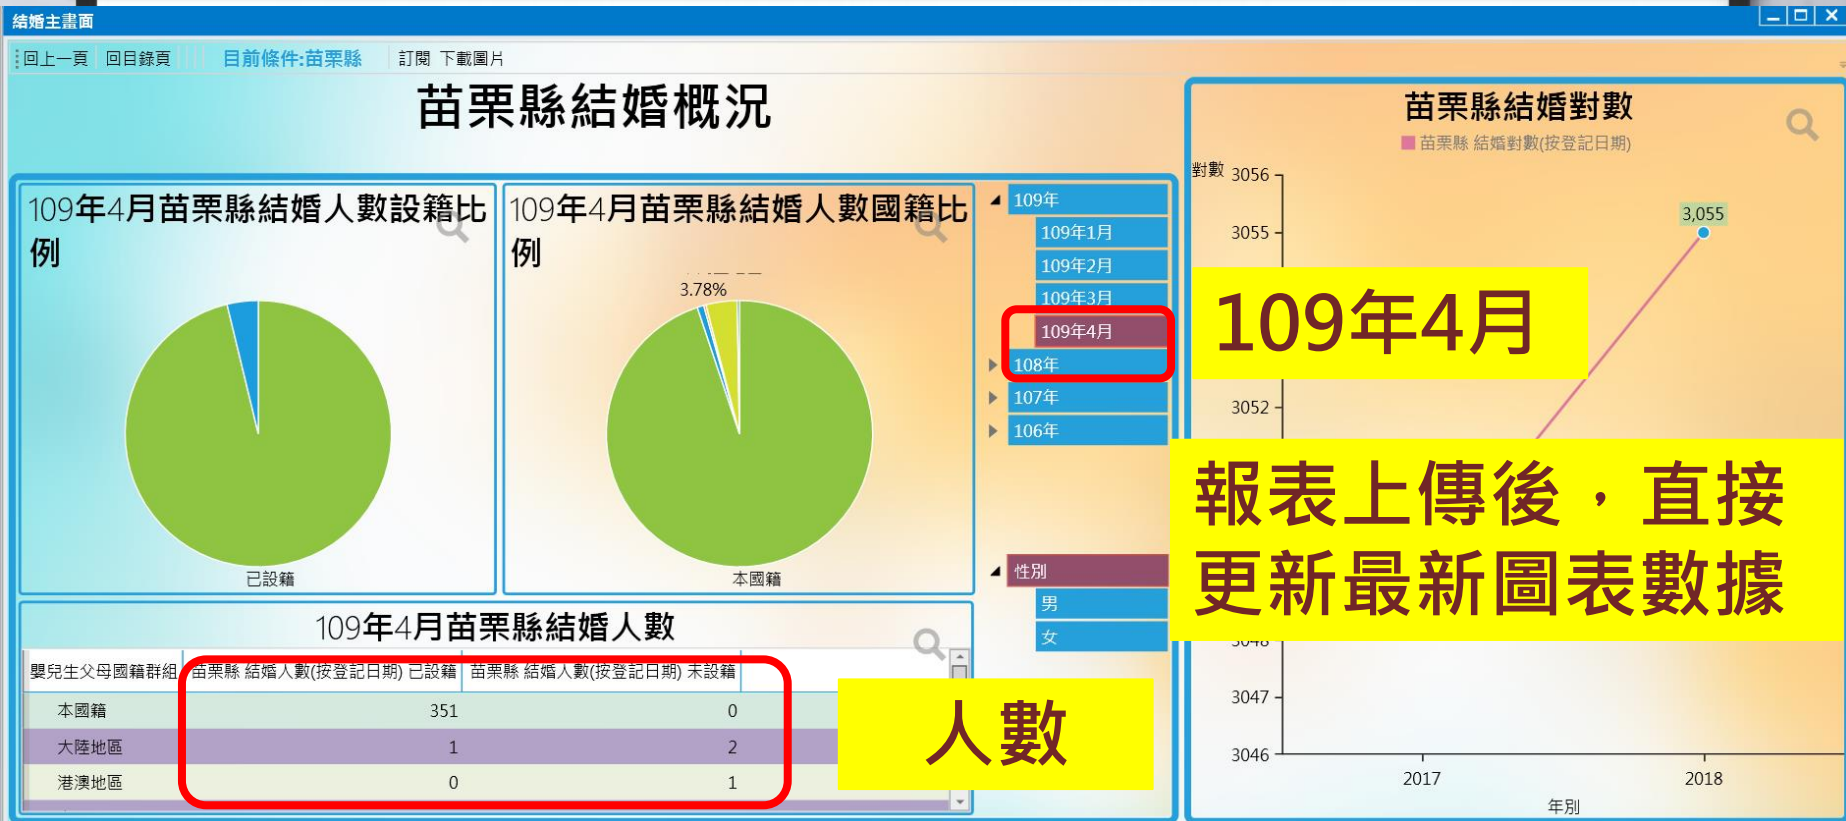 結婚主畫面
回上一頁 回目錄頁 目前條件:苗栗縣 訂閱 下載圖片
苗栗縣結婚概況
109年4月苗栗縣結婚人數設籍比
例
已設籍
109年4月苗栗縣結婚人數國籍比
例
3.78%
本國籍
109年
109年1月
109年2月
109年3月
109年4月
108年
107年
106年
性別
男
女
109年4月苗栗縣結婚人數
嬰兒生父母國籍群組 苗栗縣 結婚人數(按登記日期) 已設籍 苗栗縣 結婚人數(按登記日期) 未設籍
本國籍 351 0
大陸地區 1 2
港澳地區 0 1
人數
苗栗縣結婚對數
苗栗縣 結婚對數(按登記日期)
對數
3056
3,055
3055
109年4月
3052
報表上傳後，直接
更新最新圖表數據
3047
3046
2017 2018
年別